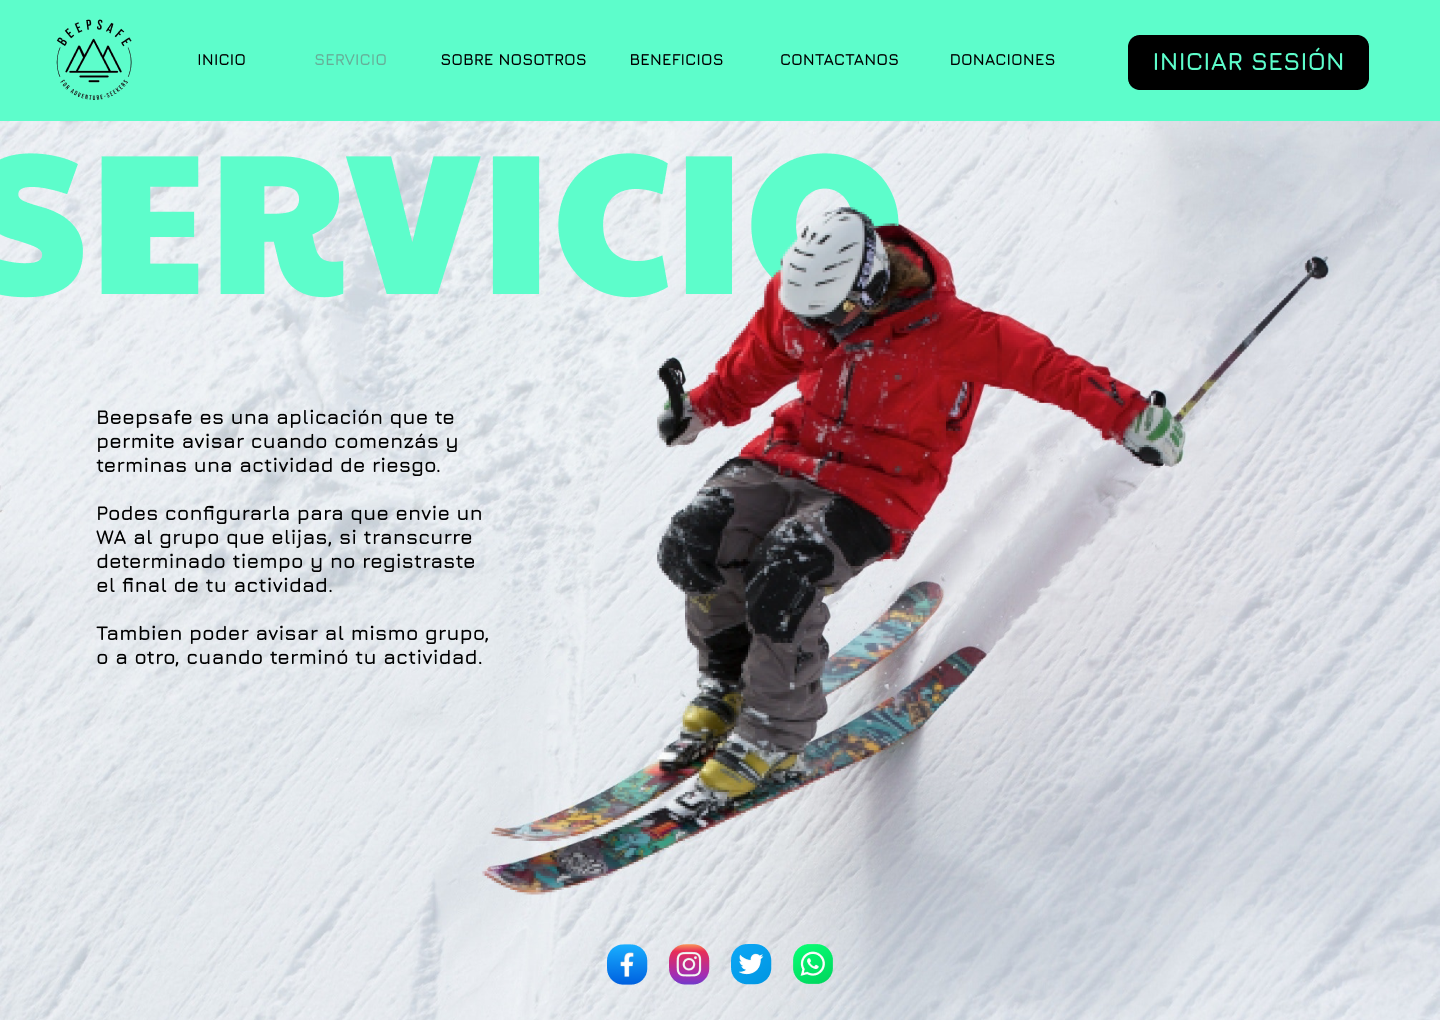 BEEPSAFE
FOR ADVENTURE-SEEKERS
INICIO
SERVICIO
SOBRE NOSOTROS
BENEFICIOS
CONTACTANOS
DONACIONES
INICIAR SESIÓN
SERVICIO
Beepsafe es una aplicación que te
permite avisar cuando comenzás y
terminas una actividad de riesgo.
Podes configurarla para que envie un
WA al grupo que elijas, si transcurre
determinado tiempo y no registraste
el final de tu actividad.
Tambien poder avisar al mismo grupo,
o a otro, cuando terminó tu actividad.